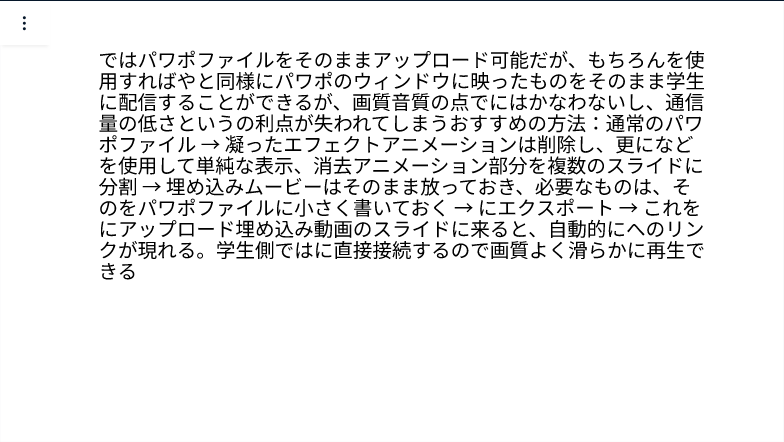 ではパワポファイルをそのままアップロード可能だが、もちろんを使
用すればやと同様にパワポのウィンドウに映ったものをそのまま学生
に配信することができるが、画質音質の点でにはかなわないし、通信
量の低さというの利点が失われてしまうおすすめの方法：通常のパワ
ポファイル → 凝ったエフェクトアニメーションは削除し、更になど
を使用して単純な表示、消去アニメーション部分を複数のスライドに
分割 → 埋め込みムービーはそのまま放っておき、必要なものは、そ
のをパワポファイルに小さく書いておく → にエクスポート → これを
にアップロード埋め込み動画のスライドに来ると、自動的にへのリン
クが現れる。学生側ではに直接接続するので画質よく滑らかに再生で
きる